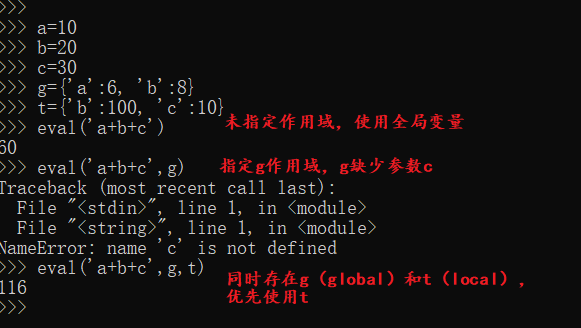 >>>
>>> a=10
>>> b=20
>>> c=30
>>> g={'a':6, 'b':8}
>>> t={'b':100, 'c':10}
>>> eval('a+b+c')
未指定作用域，使用全局变量
60
>>> eval('a+b+c',g)
指定g作用域，g缺少参数c
Traceback (most recent call last):
  File "<stdin>", line 1, in <module>
  File "<string>", line 1, in <module>
NameError: name 'c' is not defined
>>> eval('a+b+c',g,t)
同时存在g（global）和t（local），
优先使用t
116
>>>